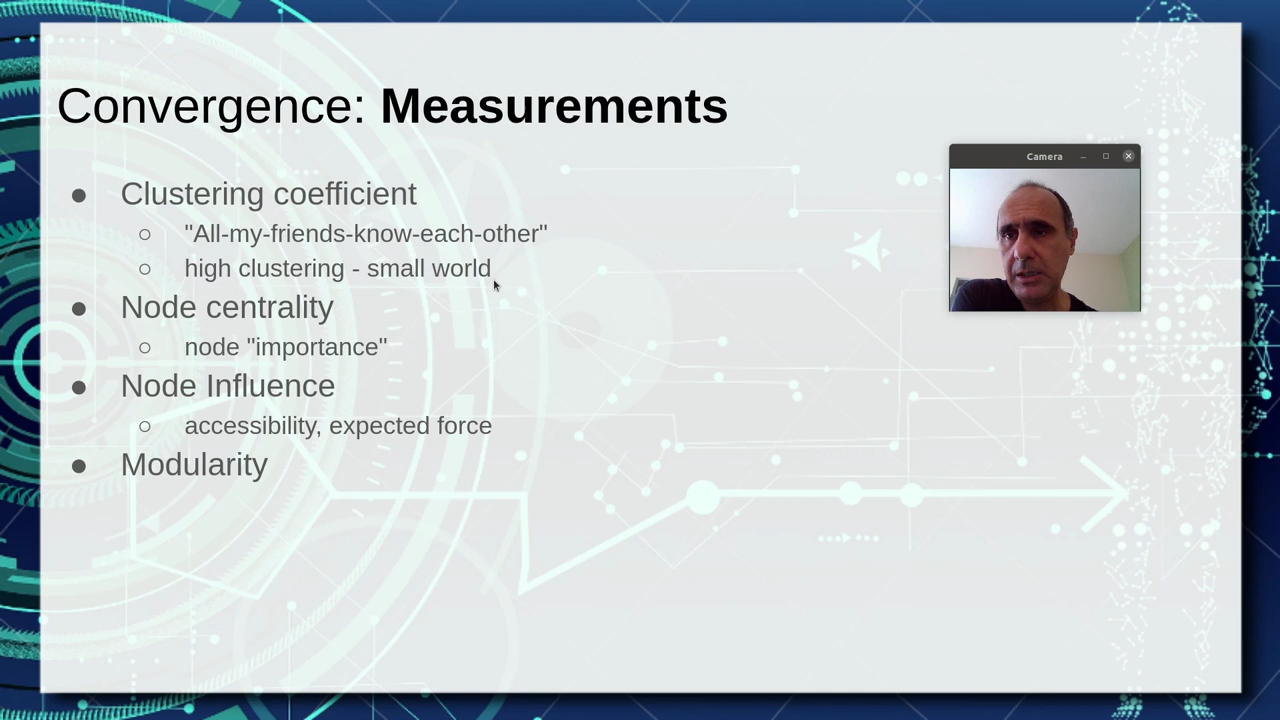 Convergence: Measurements
Clustering coefficient
"All-my-friends-know-each-other"
high clustering - small world
Node centrality
node "importance"
Node Influence
accessibility, expected force
Modularity
Camera